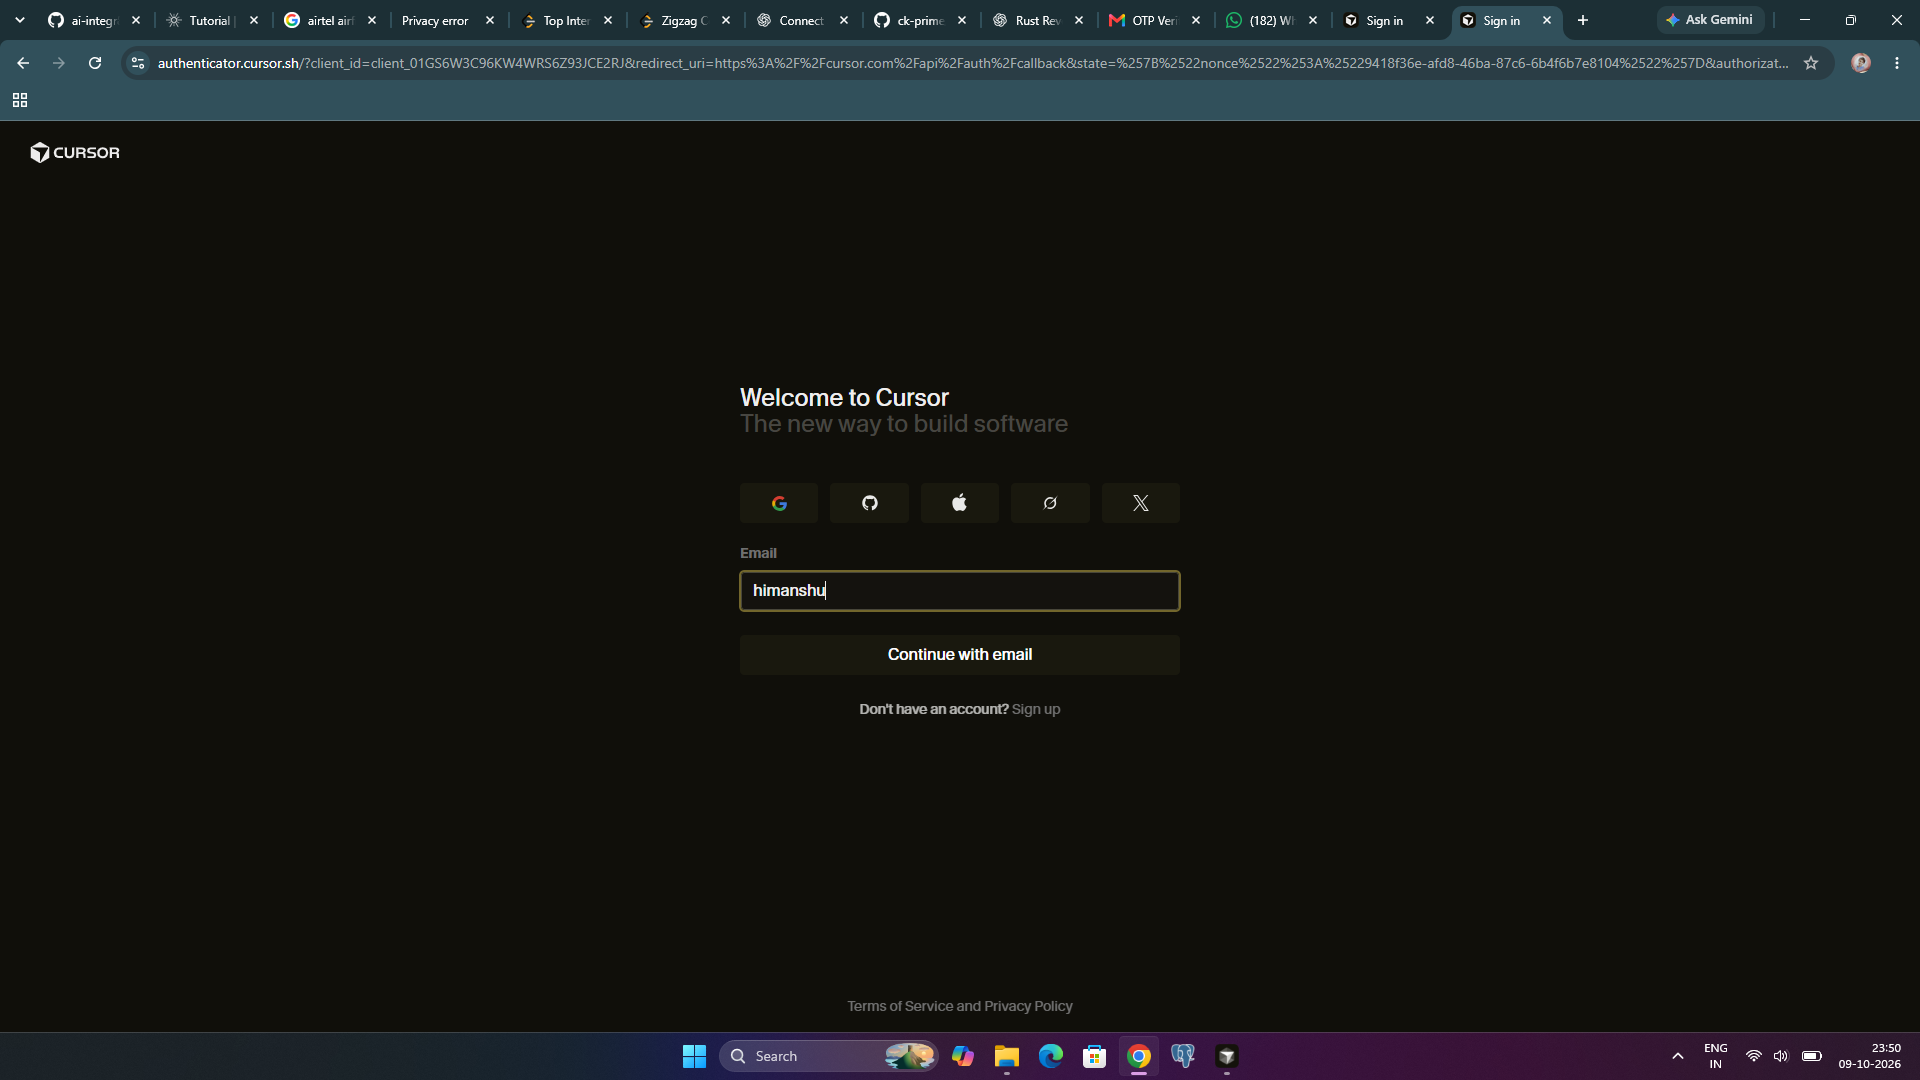 ai-integr
Tutorial
airtel airf
Privacy error
Top Inter
Zigzag C
Connect
ck-prime
Rust Rev
OTP Veri
(182) Wh
Sign in
Sign in
Ask Gemini
authenticator.cursor.sh/?client_id=client_01GS6W3C96KW4WRS6Z93JCE2RJ&redirect_uri=https%3A%2F%2Fcursor.com%2Fapi%2Fauth%2Fcallback&state=%257B%2522nonce%2522%253A%25229418f36e-afd8-46ba-87c6-6b4f6b7e8104%2522%257D&authorizat...
CURSOR
Welcome to Cursor
The new way to build software
Email
himanshu
Continue with email
Don't have an account? Sign up
Terms of Service and Privacy Policy
Search
ENG
IN
23:50
09-10-2026